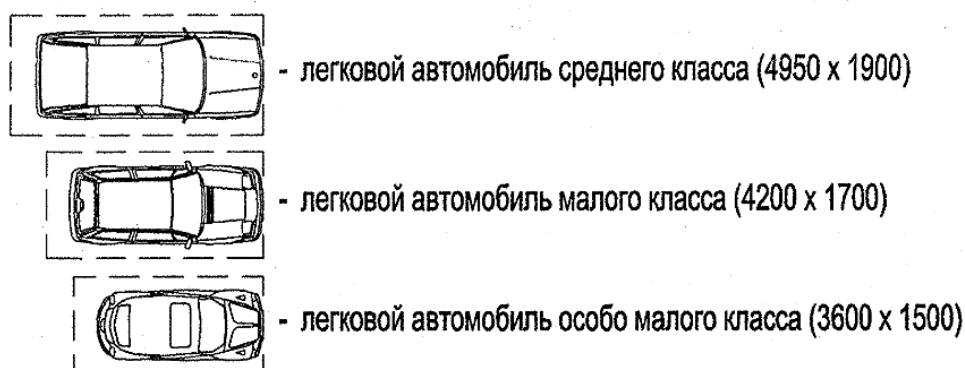 - легковой автомобиль среднего класса (4950 x 1900)
- легковой автомобиль малого класса (4200 x 1700)
- легковой автомобиль особо малого класса (3600 x 1500)